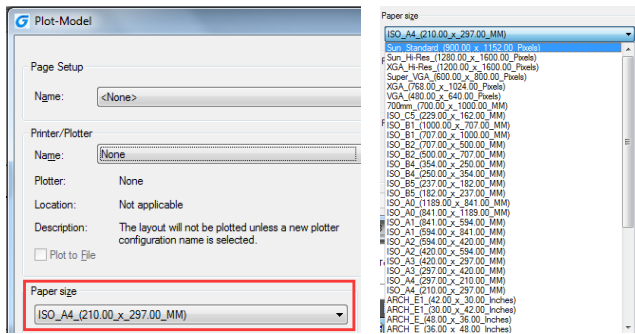 Plot-Model
Page Setup
Name: <None>
Printer/Plotter
Name: None
Plotter: None
Location: Not applicable
Description: The layout will not be plotted unless a new plotter
configuration name is selected.
Plot to File
Paper size
ISO_A4_(210.00_x_297.00_MM)
Paper size
ISO_A4_(210.00_x_297.00_MM)
Sun_Standard_(900.00_x_1152.00_Pixels)
Sun_Hi-Res_(1280.00_x_1600.00_Pixels)
XGA_Hi-Res_(1200.00_x_1600.00_Pixels)
Super_VGA_(600.00_x_800.00_Pixels)
XGA_(768.00_x_1024.00_Pixels)
VGA_(480.00_x_640.00_Pixels)
700mm_(700.00_x_1000.00_MM)
ISO_C5_(229.00_x_162.00_MM)
ISO_B1_(1000.00_x_707.00_MM)
ISO_B1_(707.00_x_1000.00_MM)
ISO_B2_(707.00_x_500.00_MM)
ISO_B2_(500.00_x_707.00_MM)
ISO_B4_(354.00_x_250.00_MM)
ISO_B4_(250.00_x_354.00_MM)
ISO_B5_(237.00_x_182.00_MM)
ISO_B5_(182.00_x_237.00_MM)
ISO_A0_(1189.00_x_841.00_MM)
ISO_A0_(841.00_x_1189.00_MM)
ISO_A1_(841.00_x_594.00_MM)
ISO_A1_(594.00_x_841.00_MM)
ISO_A2_(594.00_x_420.00_MM)
ISO_A2_(420.00_x_594.00_MM)
ISO_A3_(420.00_x_297.00_MM)
ISO_A3_(297.00_x_420.00_MM)
ISO_A4_(297.00_x_210.00_MM)
ISO_A4_(210.00_x_297.00_MM)
ARCH_E1_(42.00_x_30.00_Inches)
ARCH_E1_(30.00_x_42.00_Inches)
ARCH_E_(48.00_x_36.00_Inches)
ARCH_E_(36.00_x_48.00_Inches)